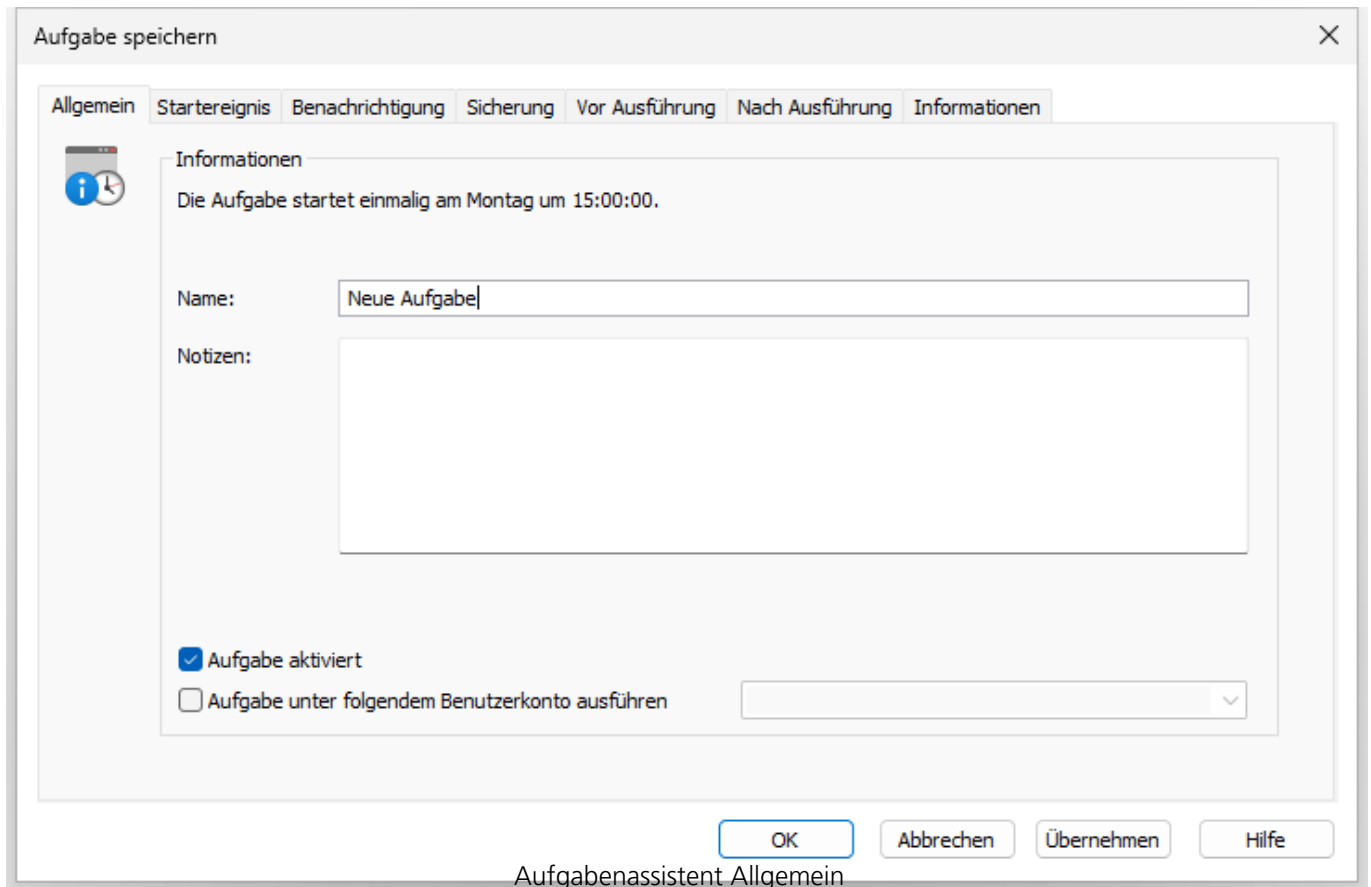 Aufgabe speichern
Allgemein Startereignis Benachrichtigung Sicherung Vor Ausführung Nach Ausführung Informationen
Informationen
Die Aufgabe startet einmalig am Montag um 15:00:00.
Name: Neue Aufgabe
Notizen:
Aufgabe aktiviert
Aufgabe unter folgendem Benutzerkonto ausführen
OK Abbrechen Übernehmen Hilfe
Aufgabenassistent Allgemein